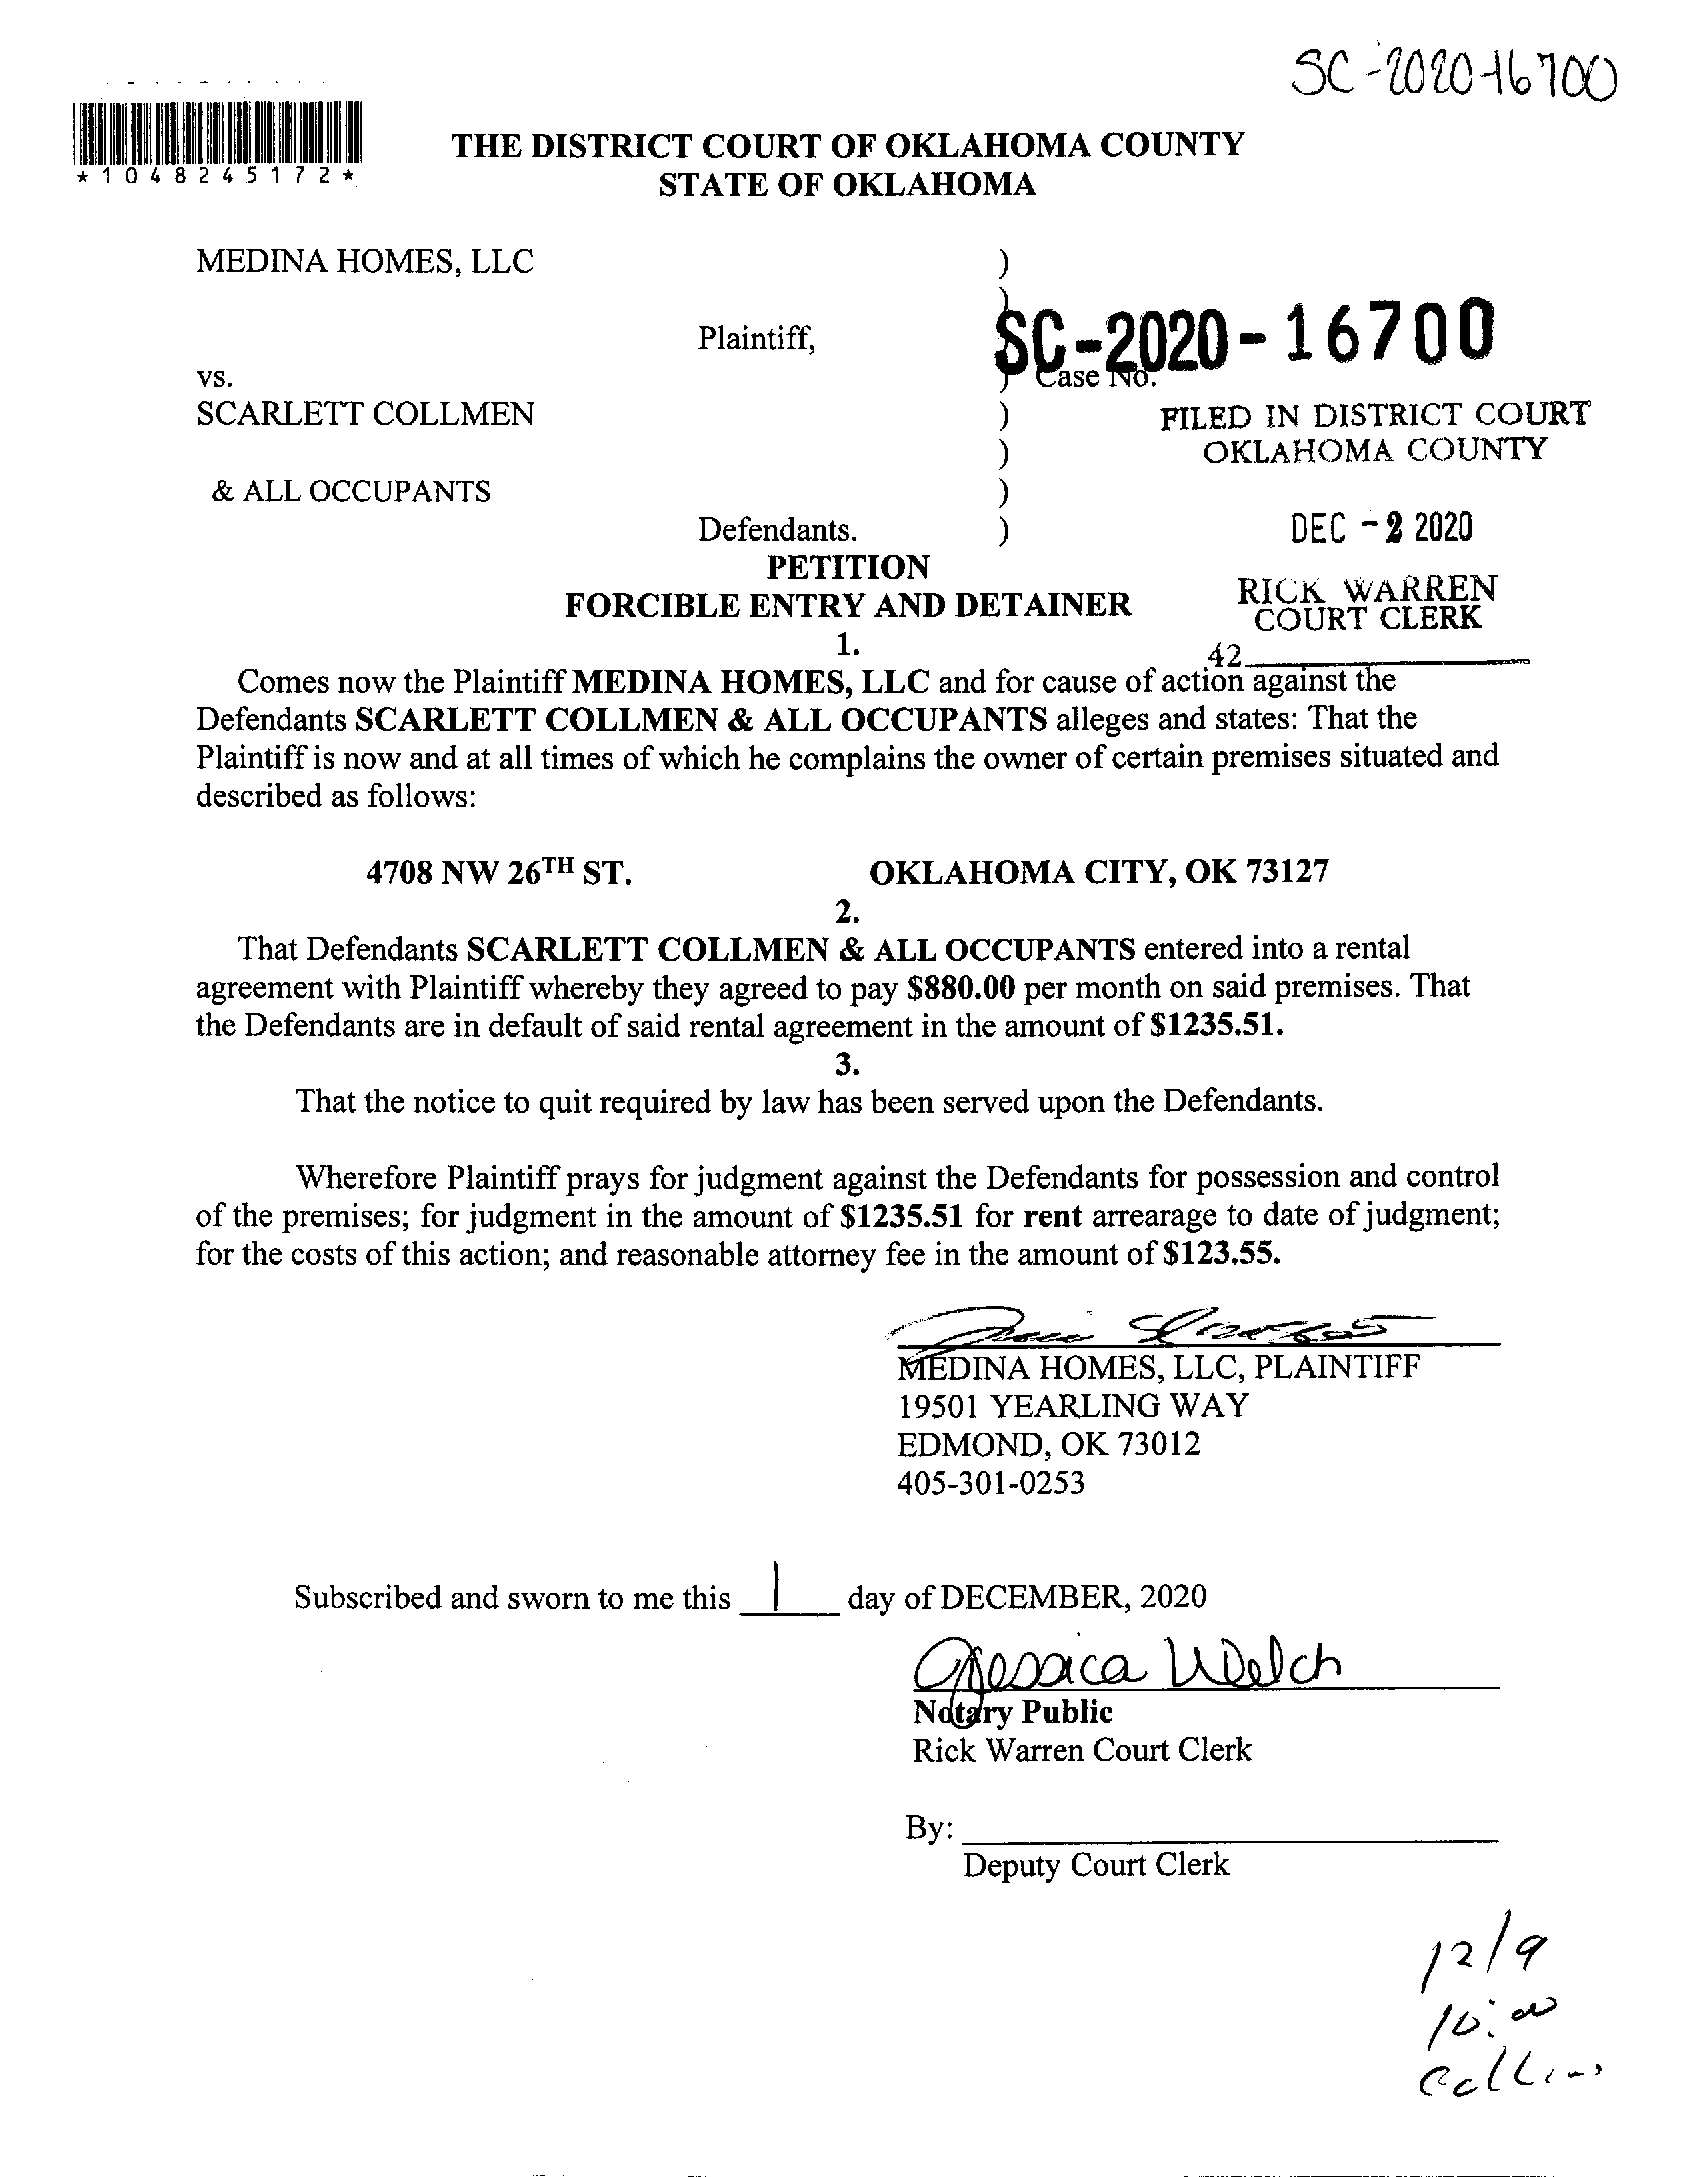 SC-2020-16700
*1048245172*
THE DISTRICT COURT OF OKLAHOMA COUNTY
STATE OF OKLAHOMA
MEDINA HOMES, LLC )
)
Plaintiff, SC-2020-16700
vs. ) Case No.
SCARLETT COLLMEN ) FILED IN DISTRICT COURT
) OKLAHOMA COUNTY
& ALL OCCUPANTS )
Defendants. ) DEC -2 2020
PETITION
FORCIBLE ENTRY AND DETAINER
RICK WARREN
COURT CLERK
1.
42
Comes now the Plaintiff MEDINA HOMES, LLC and for cause of action against the
Defendants SCARLETT COLLMEN & ALL OCCUPANTS alleges and states: That the
Plaintiff is now and at all times of which he complains the owner of certain premises situated and
described as follows:
4708 NW 26TH ST. OKLAHOMA CITY, OK 73127
2.
That Defendants SCARLETT COLLMEN & ALL OCCUPANTS entered into a rental
agreement with Plaintiff whereby they agreed to pay $880.00 per month on said premises. That
the Defendants are in default of said rental agreement in the amount of $1235.51.
3.
That the notice to quit required by law has been served upon the Defendants.
Wherefore Plaintiff prays for judgment against the Defendants for possession and control
of the premises; for judgment in the amount of $1235.51 for rent arrearage to date of judgment;
for the costs of this action; and reasonable attorney fee in the amount of $123.55.
MEDINA HOMES, LLC, PLAINTIFF
19501 YEARLING WAY
EDMOND, OK 73012
405-301-0253
Subscribed and sworn to me this 1 day of DECEMBER, 2020
Jessica Welch
Notary Public
Rick Warren Court Clerk
By:
Deputy Court Clerk
12/9
10:00